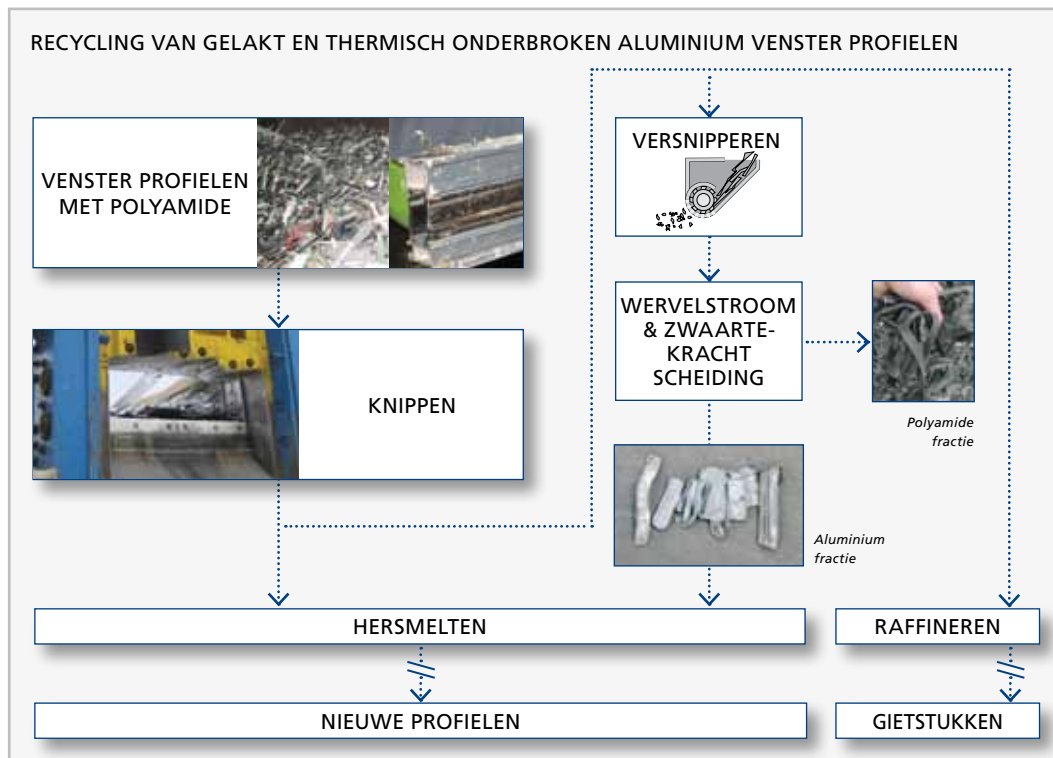 RECYCLING VAN GELAKT EN THERMISCH ONDERBROKEN ALUMINIUM VENSTER PROFIELEN
VENSTER PROFIELEN
MET POLYAMIDE
KNIPPEN
VERSNIPPEREN
WERVELSTROOM
& ZWAARTE-
KRACHT
SCHEIDING
Polyamide
fractie
Aluminium
fractie
HERSMELTEN
RAFFINEREN
NIEUWE PROFIELEN
GIETSTUKKEN